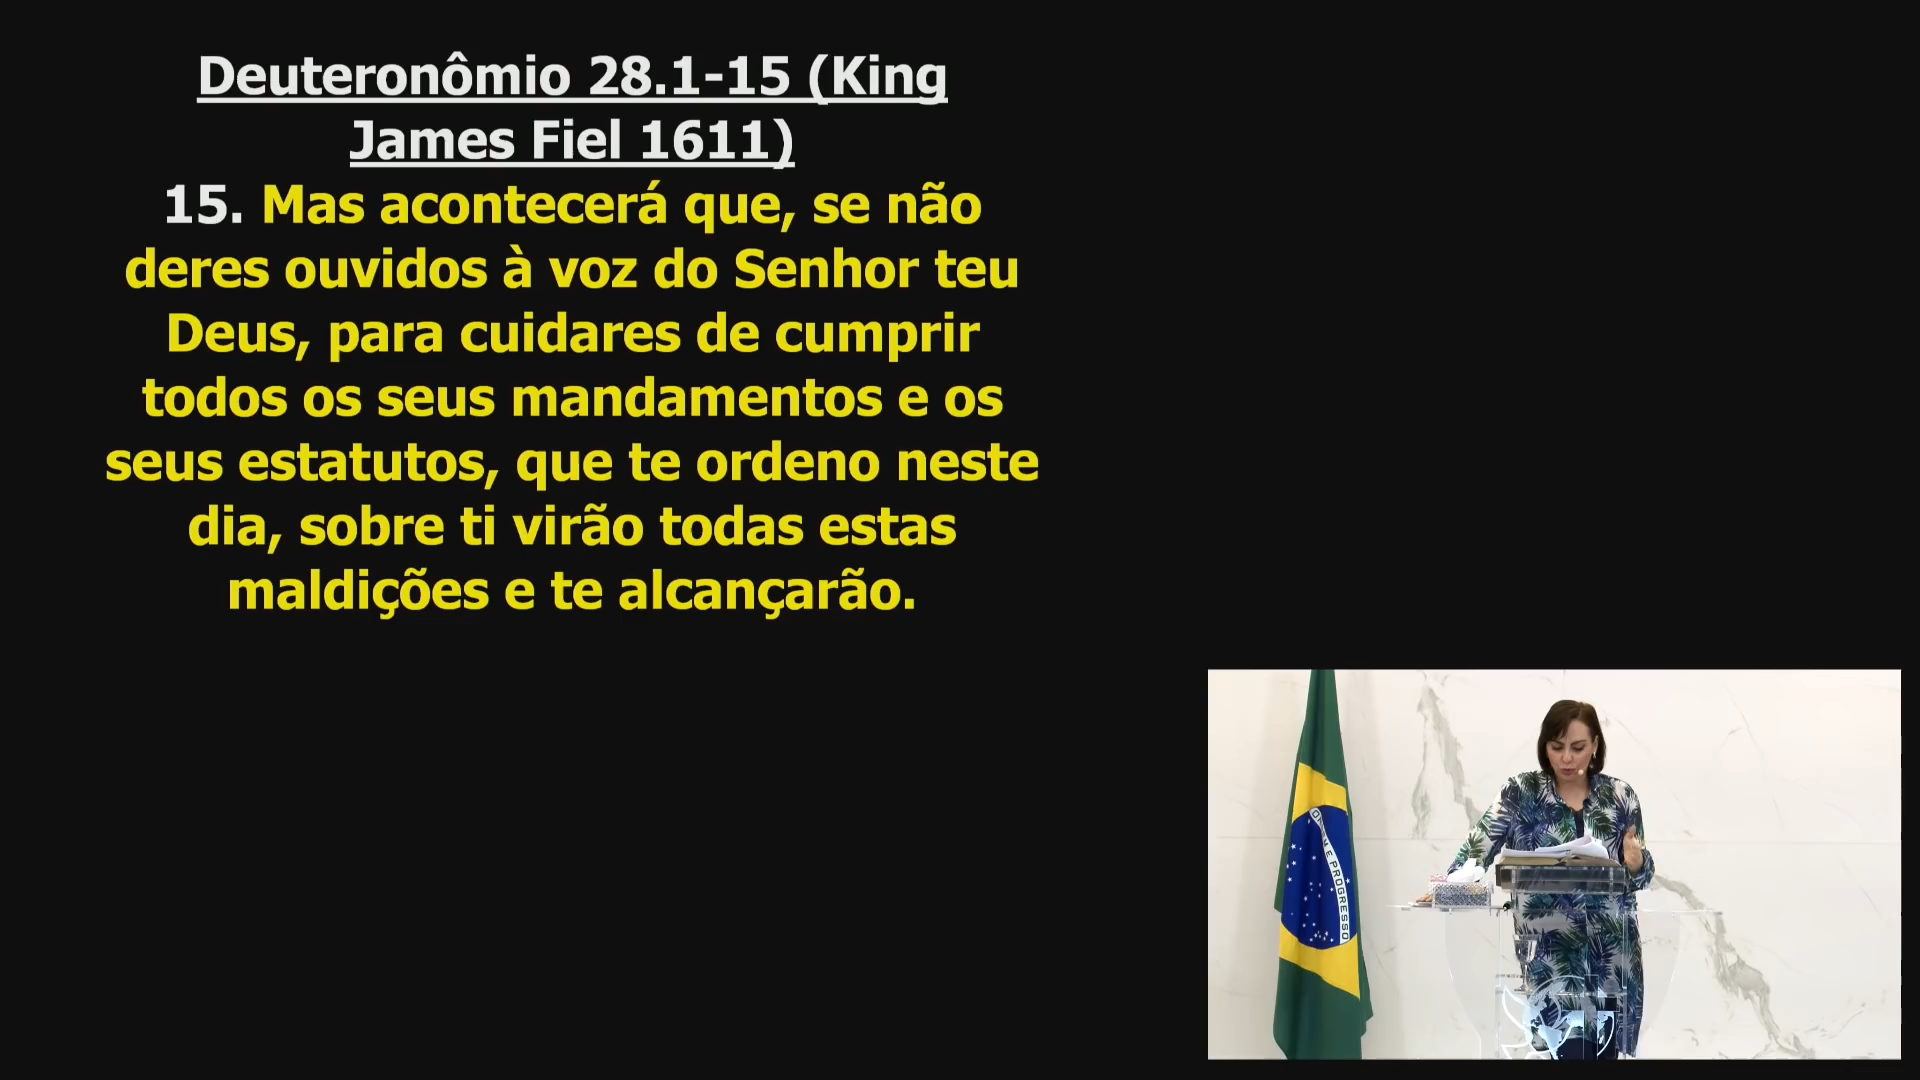 Deuteronômio 28.1-15 (King
James Fiel 1611)
15. Mas acontecerá que, se não
deres ouvidos à voz do Senhor teu
Deus, para cuidares de cumprir
todos os seus mandamentos e os
seus estatutos, que te ordeno neste
dia, sobre ti virão todas estas
maldições e te alcançarão.
E PROGRESSO